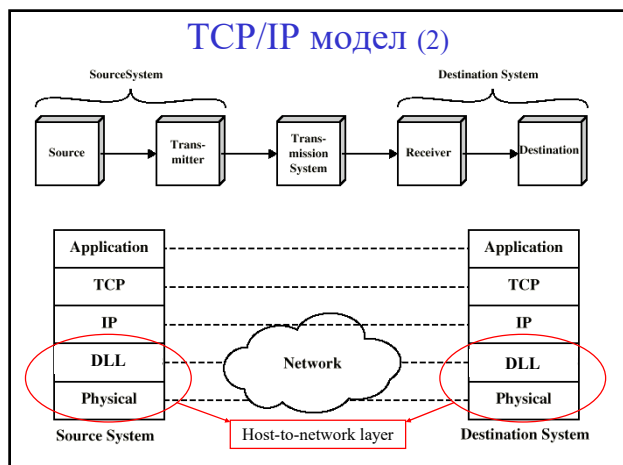 TCP/IP модел (2)
SourceSystem
Destination System
Source
Trans-
mitter
Trans-
mission
System
Receiver
Destination
Application
TCP
IP
DLL
Physical
Source System
Network
Host-to-network layer
Application
TCP
IP
DLL
Physical
Destination System